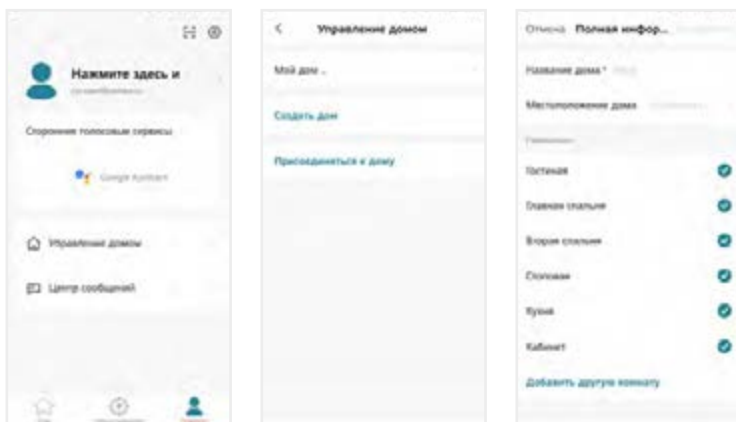 Нажмите здесь и
Сторонние голосовые сервисы
Google Assistant
Управление домом
Центр сообщений
Управление домом
Мой дом ..
Создать дом
Присоединиться к дому
Отмена Полная инфор...
Название дома *
Местоположение дома
Гостиная
Главная спальня
Вторая спальня
Столовая
Кухня
Кабинет
Добавить другую комнату